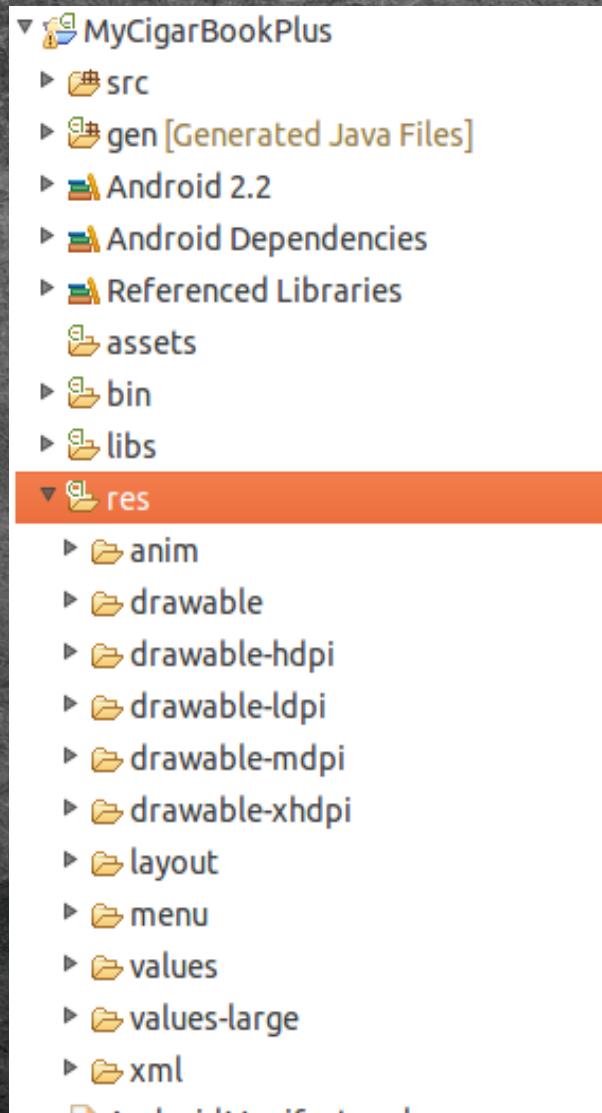 MyCigarBookPlus
src
gen [Generated Java Files]
Android 2.2
Android Dependencies
Referenced Libraries
assets
bin
libs
res
anim
drawable
drawable-hdpi
drawable-ldpi
drawable-mdpi
drawable-xhdpi
layout
menu
values
values-large
xml